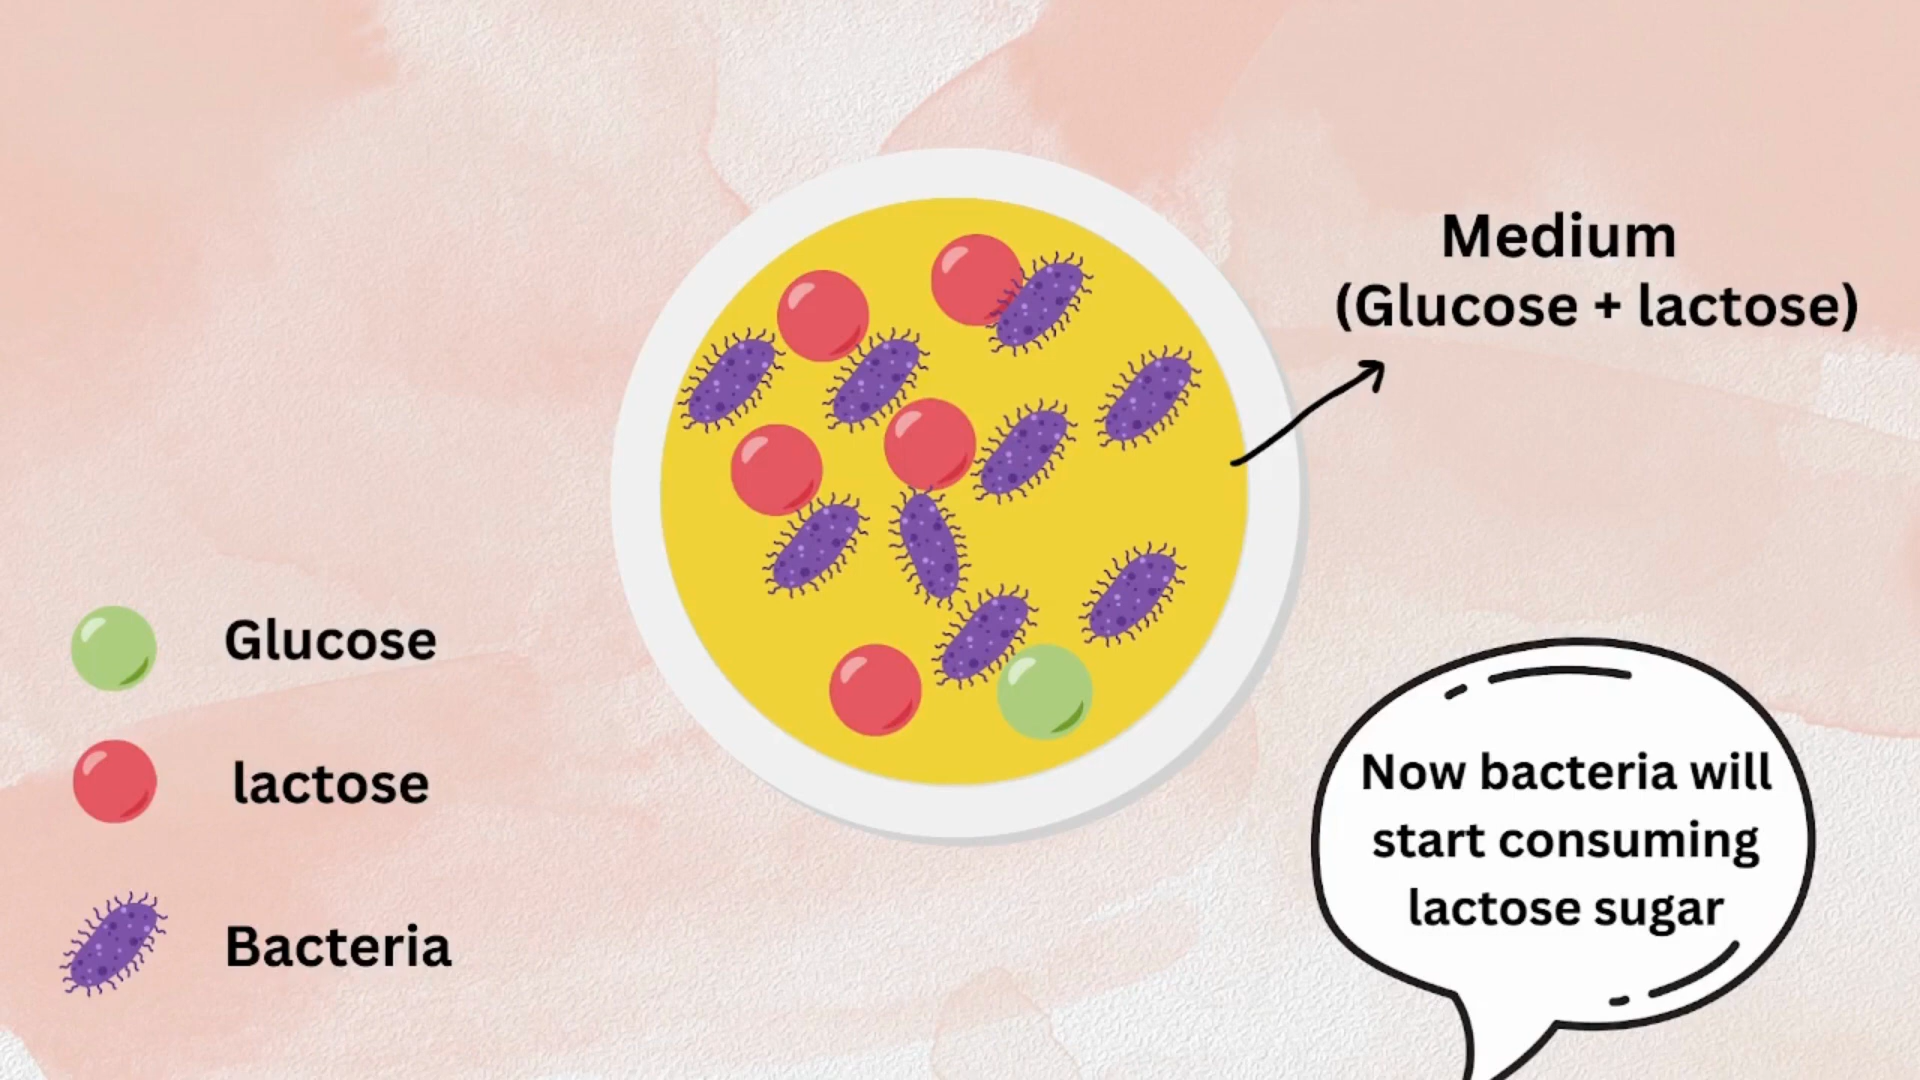 Medium
(Glucose + lactose)
Glucose
lactose
Bacteria
Now bacteria will
start consuming
lactose sugar